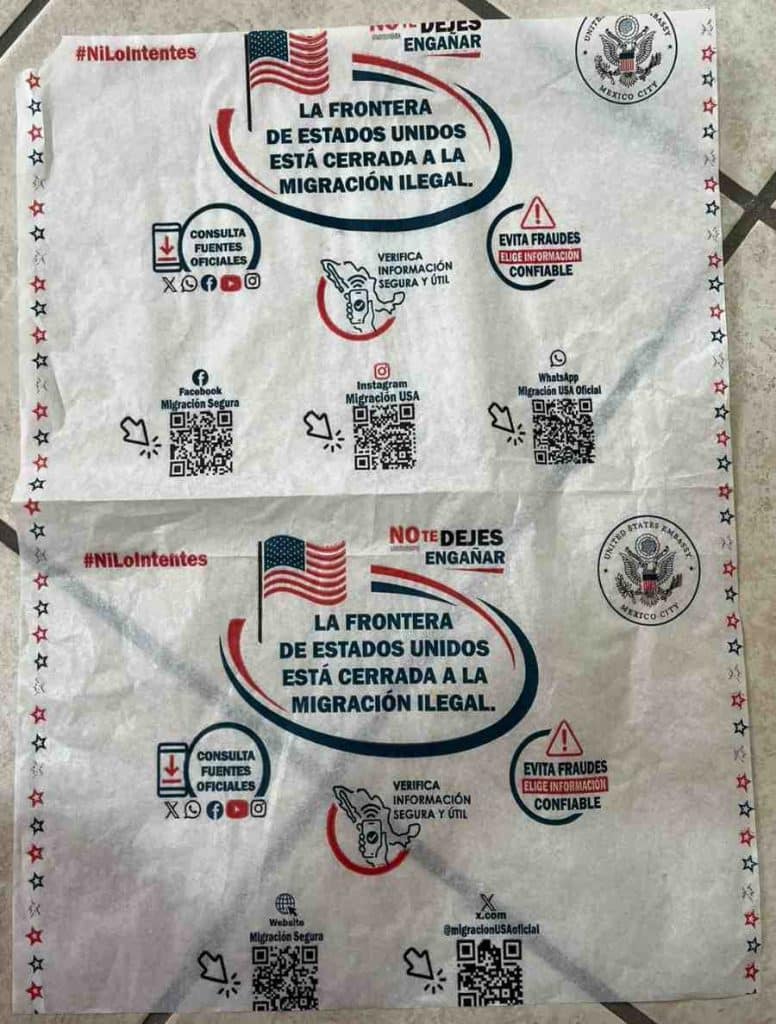 #NiLoIntentes
NO TE DEJES
ENGAÑAR
UNITED STATES EMBASSY
MEXICO CITY
LA FRONTERA
DE ESTADOS UNIDOS
ESTÁ CERRADA A LA
MIGRACIÓN ILEGAL.
CONSULTA
FUENTES
OFICIALES
VERIFICA
INFORMACIÓN
SEGURA Y ÚTIL
EVITA FRAUDES
ELIGE INFORMACIÓN
CONFIABLE
Facebook
Migración Segura
Instagram
Migración USA
WhatsApp
Migración USA Oficial
#NiLoIntentes
NO TE DEJES
ENGAÑAR
UNITED STATES EMBASSY
MEXICO CITY
LA FRONTERA
DE ESTADOS UNIDOS
ESTÁ CERRADA A LA
MIGRACIÓN ILEGAL.
CONSULTA
FUENTES
OFICIALES
VERIFICA
INFORMACIÓN
SEGURA Y ÚTIL
EVITA FRAUDES
ELIGE INFORMACIÓN
CONFIABLE
Website
Migración Segura
x.com
@migracionUSAoficial